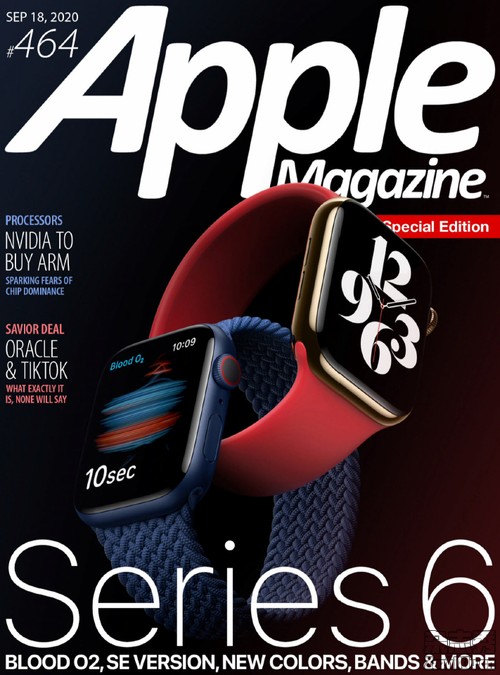 SEP 18, 2020
#464
Apple
Magazine
Special Edition
PROCESSORS
NVIDIA TO
BUY ARM
SPARKING FEARS OF
CHIP DOMINANCE
SAVIOR DEAL
ORACLE
& TIKTOK
WHAT EXACTLY IT
IS, NONE WILL SAY
12
9 3
6
Blood O₂ 10:09
10sec
Series 6
BLOOD O2, SE VERSION, NEW COLORS, BANDS & MORE